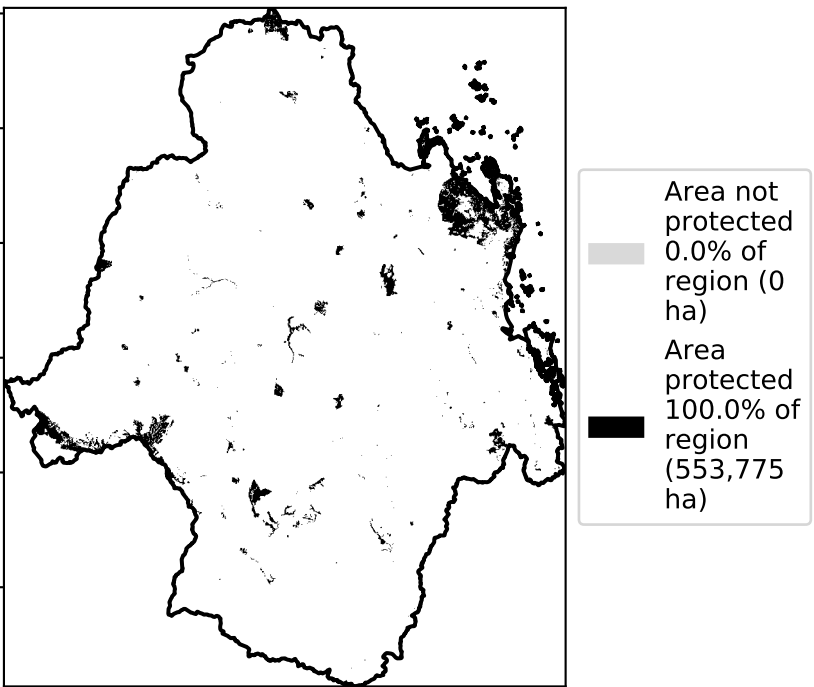 Area not
protected
0.0% of
region (0
ha)
Area
protected
100.0% of
region
(553,775
ha)